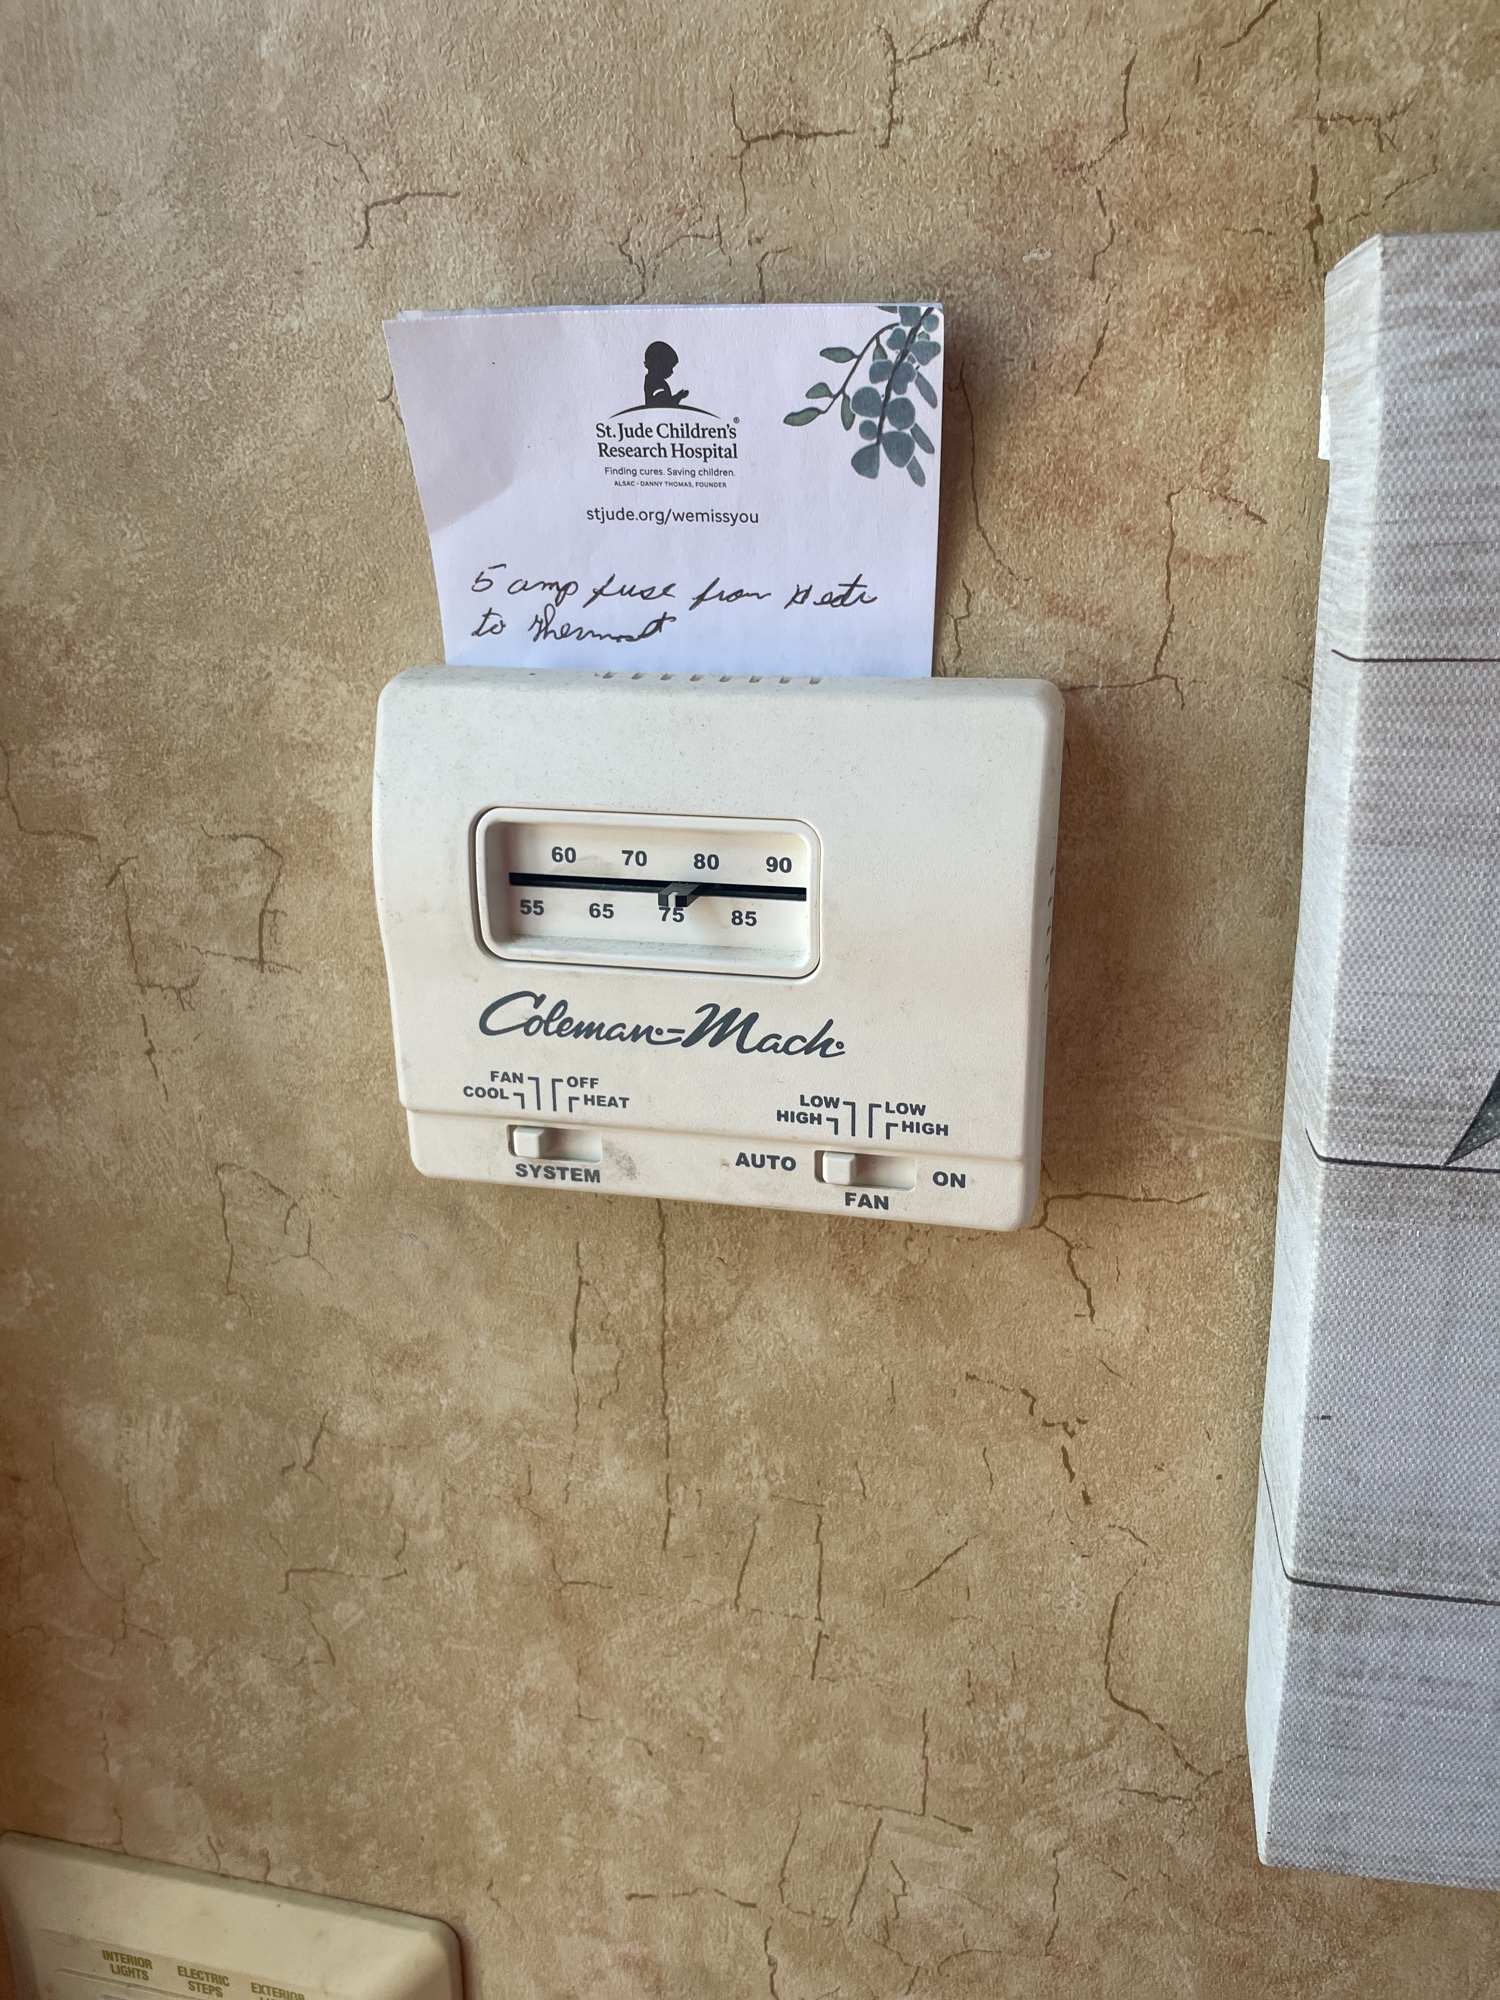 St. Jude Children's®
Research Hospital
Finding cures. Saving children.
ALSAC • DANNY THOMAS, FOUNDER
stjude.org/wemissyou
5 amp fuse from
to
60 70 80 90
55 65 75 85
Coleman-Mach
FAN OFF
COOL HEAT
SYSTEM
LOW LOW
HIGH HIGH
AUTO ON
FAN
INTERIOR
LIGHTS
ELECTRIC
STEPS
EXTERIOR